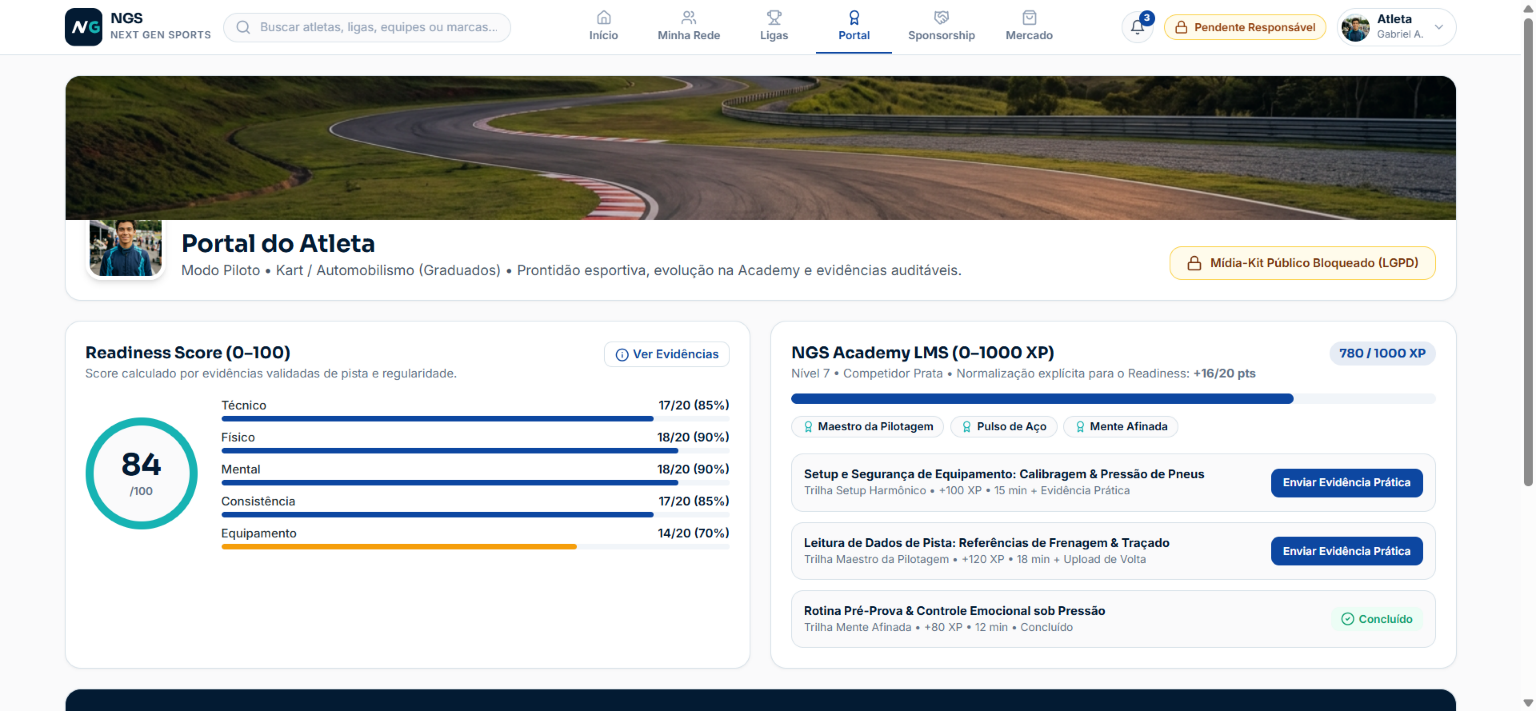 NG
NGS
NEXT GEN SPORTS
Buscar atletas, ligas, equipes ou marcas...
Início
Minha Rede
Ligas
Portal
Sponsorship
Mercado
3
Pendente Responsável
Atleta
Gabriel A.
Portal do Atleta
Modo Piloto • Kart / Automobilismo (Graduados) • Prontidão esportiva, evolução na Academy e evidências auditáveis.
Mídia-Kit Público Bloqueado (LGPD)
Readiness Score (0–100)
Ver Evidências
Score calculado por evidências validadas de pista e regularidade.
84
/100
Técnico 17/20 (85%)
Físico 18/20 (90%)
Mental 18/20 (90%)
Consistência 17/20 (85%)
Equipamento 14/20 (70%)
NGS Academy LMS (0–1000 XP)
780 / 1000 XP
Nível 7 • Competidor Prata • Normalização explícita para o Readiness: +16/20 pts
Maestro da Pilotagem
Pulso de Aço
Mente Afinada
Setup e Segurança de Equipamento: Calibragem & Pressão de Pneus
Trilha Setup Harmônico • +100 XP • 15 min + Evidência Prática
Enviar Evidência Prática
Leitura de Dados de Pista: Referências de Frenagem & Traçado
Trilha Maestro da Pilotagem • +120 XP • 18 min + Upload de Volta
Enviar Evidência Prática
Rotina Pré-Prova & Controle Emocional sob Pressão
Trilha Mente Afinada • +80 XP • 12 min • Concluído
Concluído